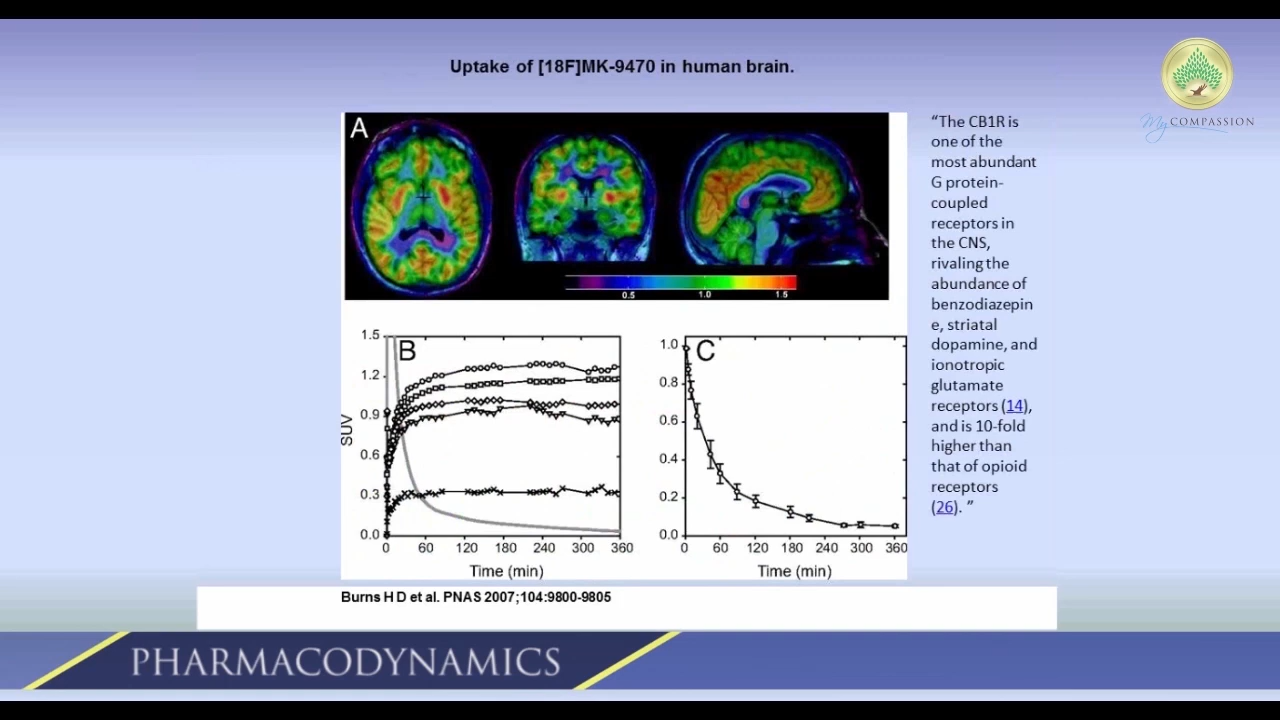 Uptake of [18F]MK-9470 in human brain.
My COMPASSION
A
0.5 1.0 1.5
“The CB1R is
one of the
most abundant
G protein-
coupled
receptors in
the CNS,
rivaling the
abundance of
benzodiazepin
e, striatal
dopamine, and
ionotropic
glutamate
receptors (14),
and is 10-fold
higher than
that of opioid
receptors
(26). ”
B
SUV
1.5
1.2
0.9
0.6
0.3
0.0
0 60 120 180 240 300 360
Time (min)
C
1.0
0.8
0.6
0.4
0.2
0.0
0 60 120 180 240 300 360
Time (min)
Burns H D et al. PNAS 2007;104:9800-9805
PHARMACODYNAMICS